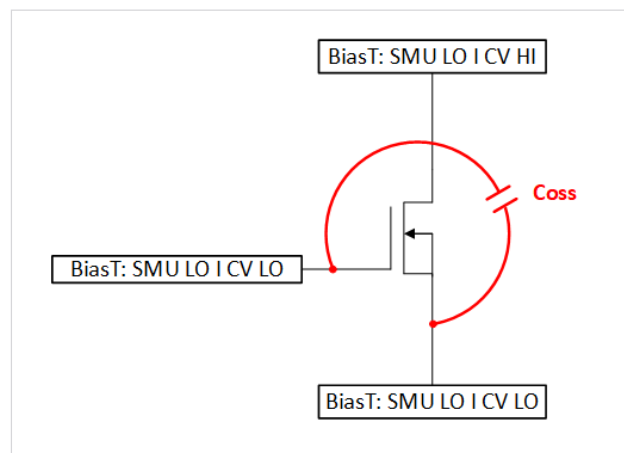 BiasT: SMU LO I CV HI
Coss
BiasT: SMU LO I CV LO
BiasT: SMU LO I CV LO